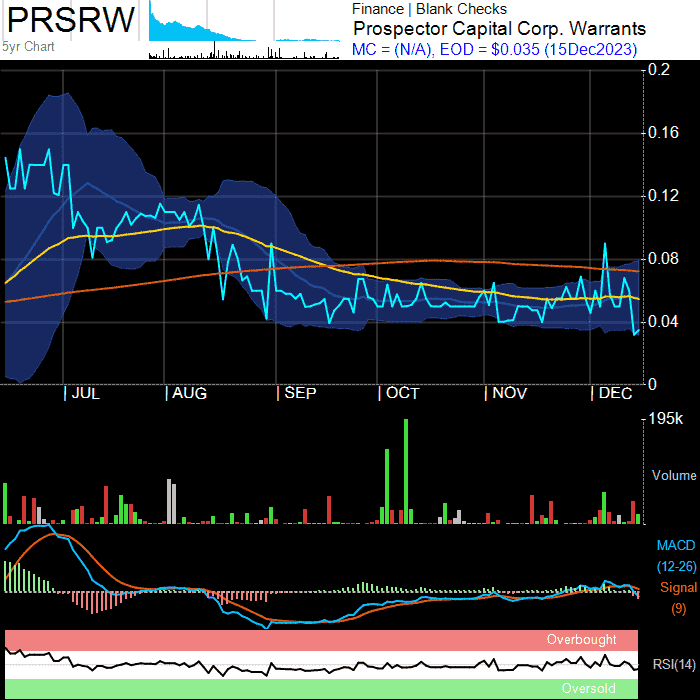 PRSRW
5yr Chart
Finance | Blank Checks
Prospector Capital Corp. Warrants
MC = (N/A), EOD = $0.035 (15Dec2023)
0.2
0.16
0.12
0.08
0.04
0
| JUL | AUG | SEP | OCT | NOV | DEC
195k
Volume
MACD
(12-26)
Signal
(9)
Overbought
RSI(14)
Oversold